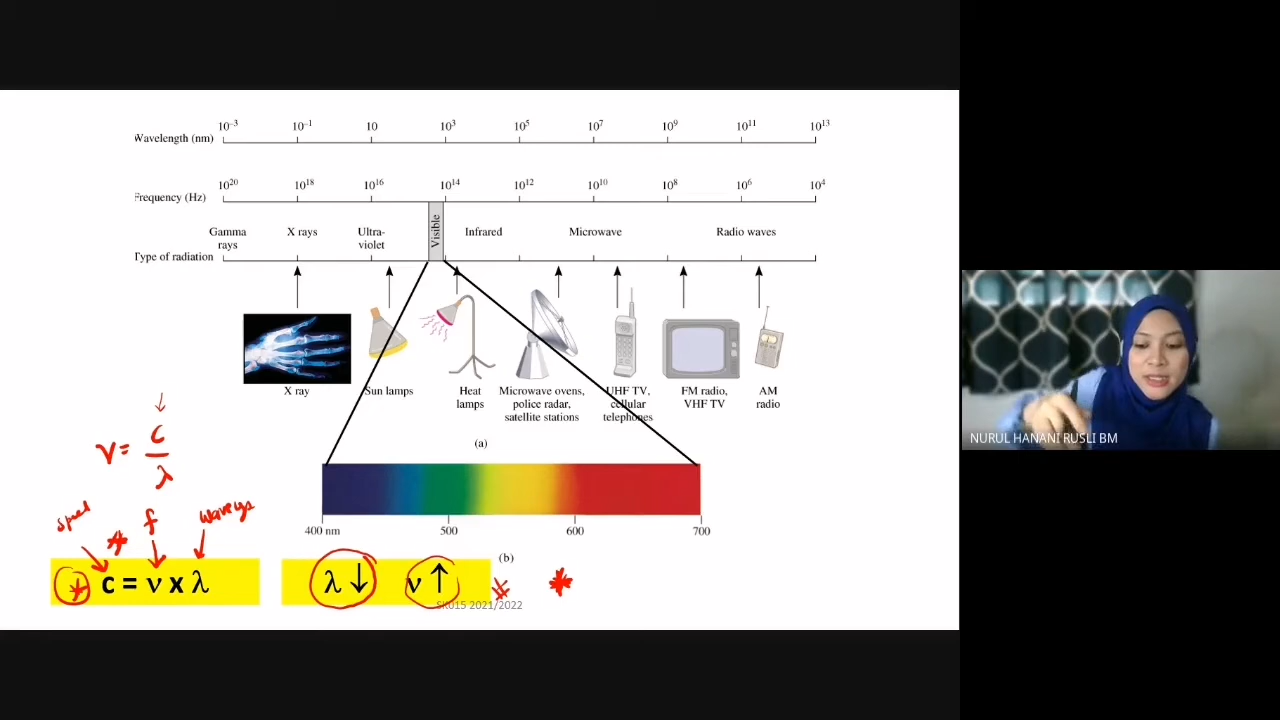 Wavelength (nm) 10⁻³ 10⁻¹ 10 10³ 10⁵ 10⁷ 10⁹ 10¹¹ 10¹³
Frequency (Hz) 10²⁰ 10¹⁸ 10¹⁶ 10¹⁴ 10¹² 10¹⁰ 10⁸ 10⁶ 10⁴
Gamma rays X rays Ultra-violet Visible Infrared Microwave Radio waves
Type of radiation
X ray
Sun lamps
Heat lamps
Microwave ovens, police radar, satellite stations
UHF TV, cellular telephones
FM radio, VHF TV
AM radio
(a)
ν = c/λ
f
400 nm 500 600 700
(b)
c = ν x λ
λ ↓ ν ↑
SK015 2021/2022
NURUL HANANI RUSLI BM